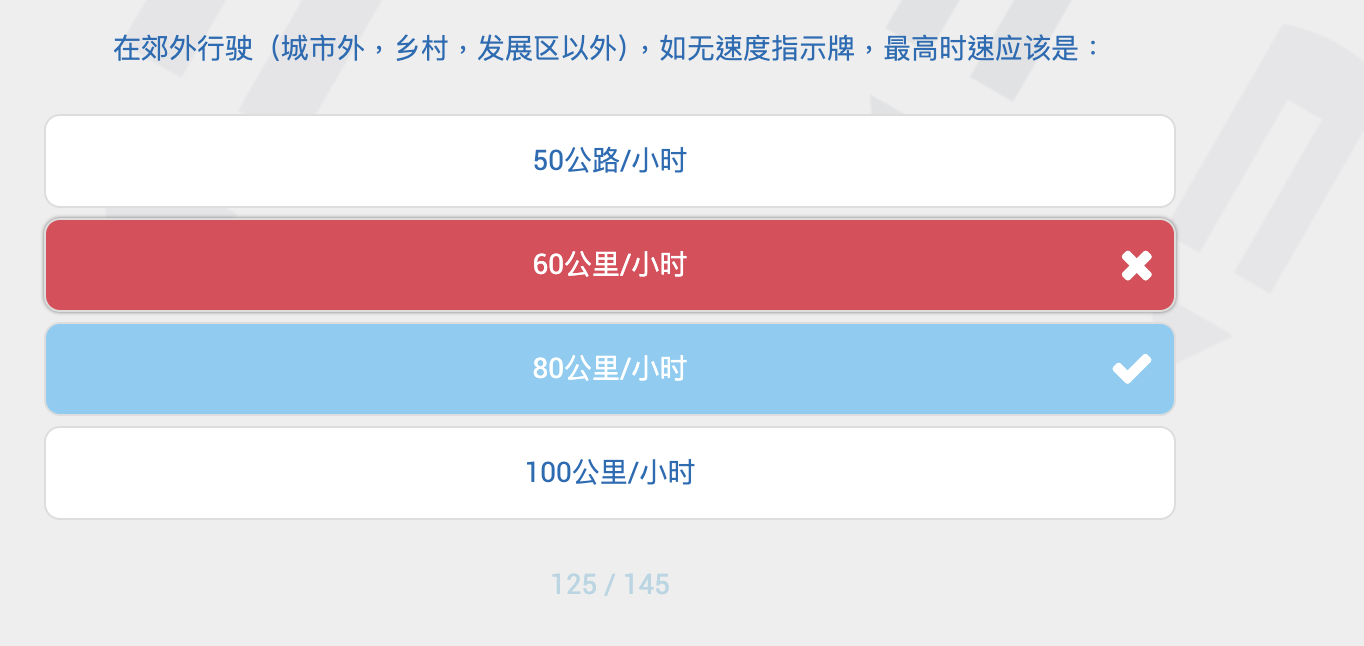 在郊外行驶（城市外，乡村，发展区以外），如无速度指示牌，最高时速应该是：
50公路/小时
60公里/小时
80公里/小时
100公里/小时
125 / 145